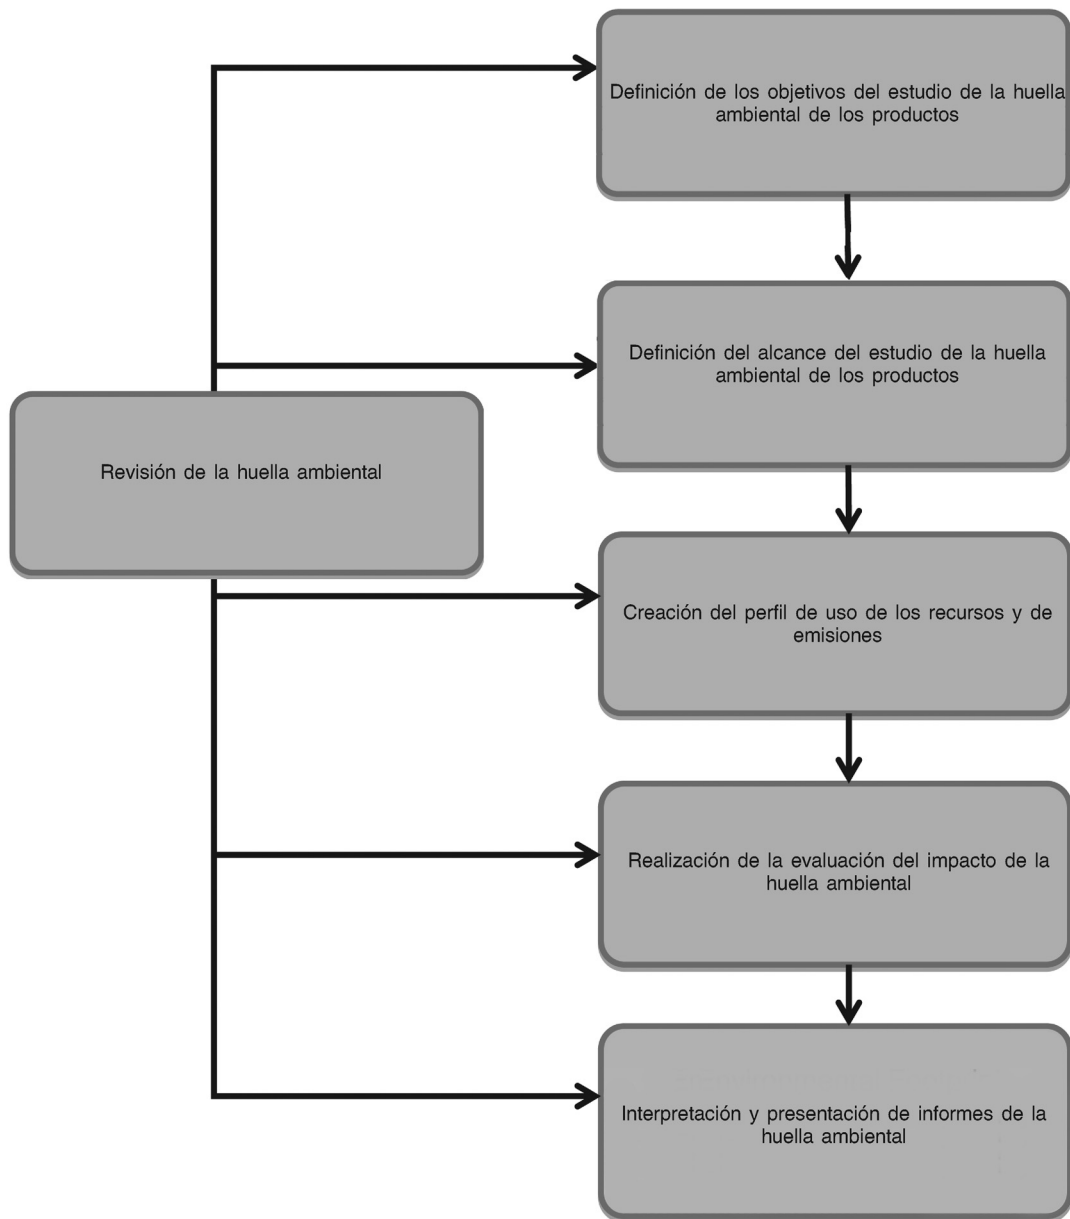 Definición de los objetivos del estudio de la huella
ambiental de los productos
Definición del alcance del estudio de la huella
ambiental de los productos
Revisión de la huella ambiental
Creación del perfil de uso de los recursos y de
emisiones
Realización de la evaluación del impacto de la
huella ambiental
Interpretación y presentación de informes de la
huella ambiental